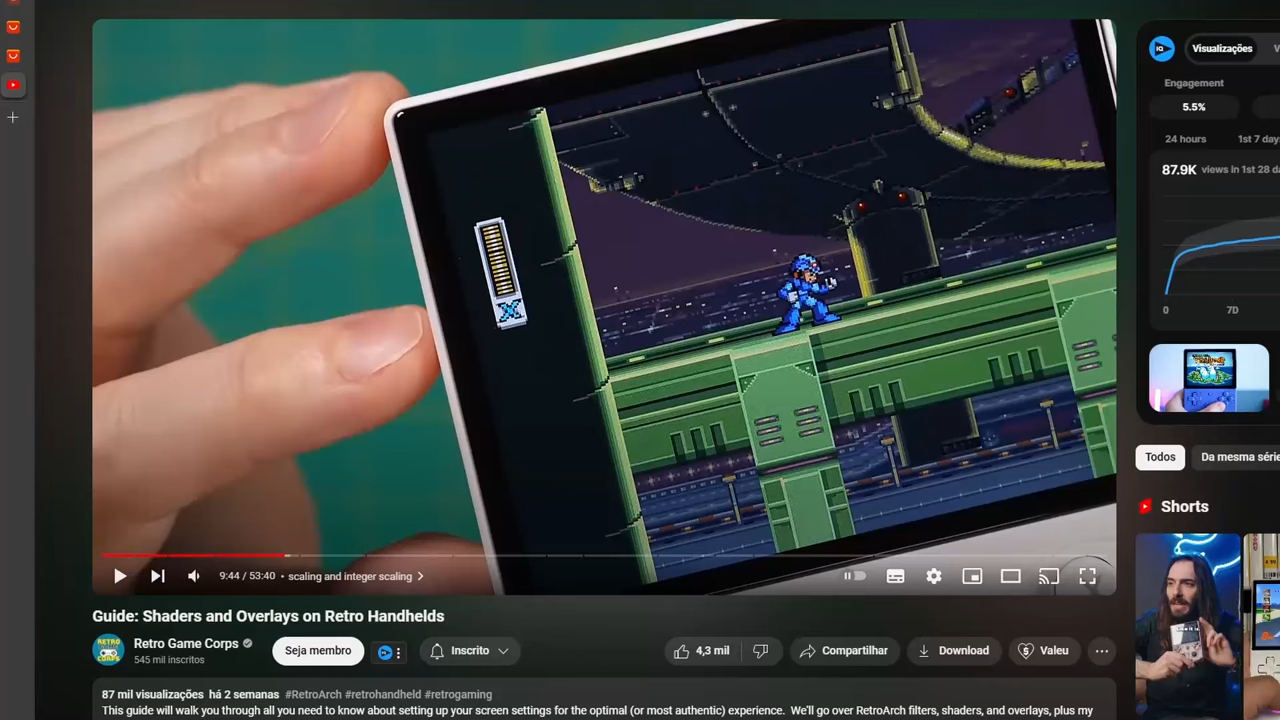 Visualizações
Engagement
5.5%
24 hours
1st 7 day
87.9K views in 1st 28 da
0
7D
X
9:44 / 53:40 • scaling and integer scaling
Guide: Shaders and Overlays on Retro Handhelds
RETRO
CORPS
Retro Game Corps
545 mil inscritos
Seja membro
Inscrito
4,3 mil
Compartilhar
Download
Valeu
Todos
Da mesma série
Shorts
87 mil visualizações há 2 semanas #RetroArch #retrohandheld #retrogaming
This guide will walk you through all you need to know about setting up your screen settings for the optimal (or most authentic) experience. We'll go over RetroArch filters, shaders, and overlays, plus my